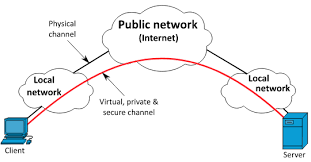 Physical
channel
Public network
(Internet)
Local
network
Local
network
Virtual, private &
secure channel
Client
Server